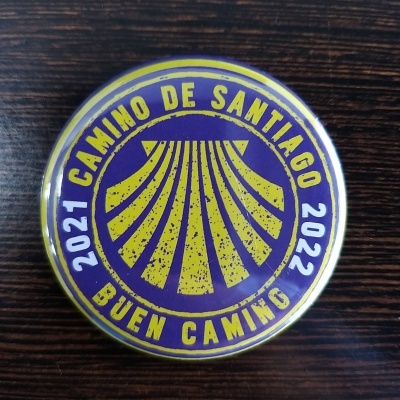 CAMINO DE SANTIAGO
2021
2022
BUEN CAMINO